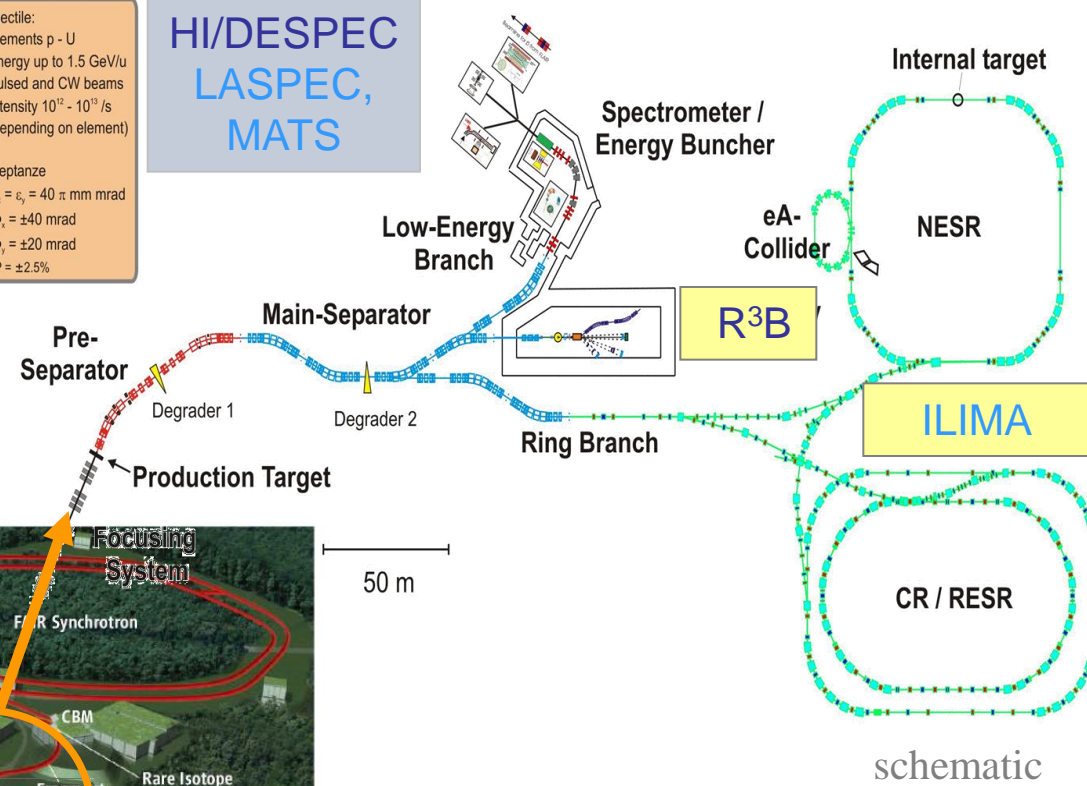 ectile:
ements p - U
nergy up to 1.5 GeV/u
ulsed and CW beams
tensity 10¹² - 10¹³ /s
epending on element)
eptanze
= εᵧ = 40 π mm mrad
= ±40 mrad
= ±20 mrad
= ±2.5%
HI/DESPEC
LASPEC,
MATS
Spectrometer /
Energy Buncher
Internal target
Low-Energy
Branch
eA-
Collider
NESR
Main-Separator
R³B
Pre-
Separator
Degrader 1
Degrader 2
Ring Branch
ILIMA
Production Target
Focusing
System
50 m
FAIR Synchrotron
CR / RESR
CBM
Rare Isotope
schematic